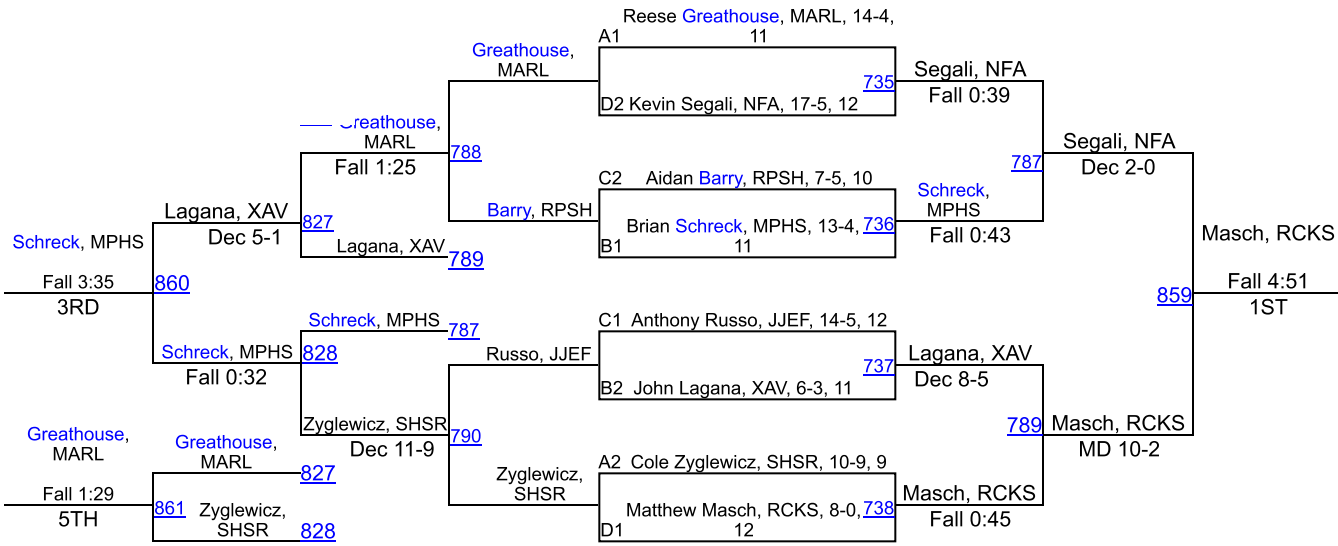 Reese Greathouse, MARL, 14-4,
A1 11
Greathouse,
MARL
735
Segali, NFA
D2 Kevin Segali, NFA, 17-5, 12
Fall 0:39
Greathouse,
MARL
788
Fall 1:25
787
Segali, NFA
Dec 2-0
C2 Aidan Barry, RPSH, 7-5, 10
Barry, RPSH
Brian Schreck, MPHS, 13-4,
B1 11
736
Schreck,
MPHS
Fall 0:43
Lagana, XAV
Dec 5-1
827
Lagana, XAV
789
Schreck, MPHS
Fall 3:35
860
3RD
Masch, RCKS
Fall 4:51
859
1ST
Schreck, MPHS
787
C1 Anthony Russo, JJEF, 14-5, 12
Schreck, MPHS
828
Fall 0:32
Russo, JJEF
737
Lagana, XAV
B2 John Lagana, XAV, 6-3, 11
Dec 8-5
Zyglewicz, SHSR
790
Dec 11-9
789
Masch, RCKS
MD 10-2
Greathouse,
MARL
Greathouse,
MARL
827
Fall 1:29
861
5TH
Zyglewicz,
SHSR
828
Zyglewicz,
SHSR
A2 Cole Zyglewicz, SHSR, 10-9, 9
Matthew Masch, RCKS, 8-0,
D1 12
738
Masch, RCKS
Fall 0:45